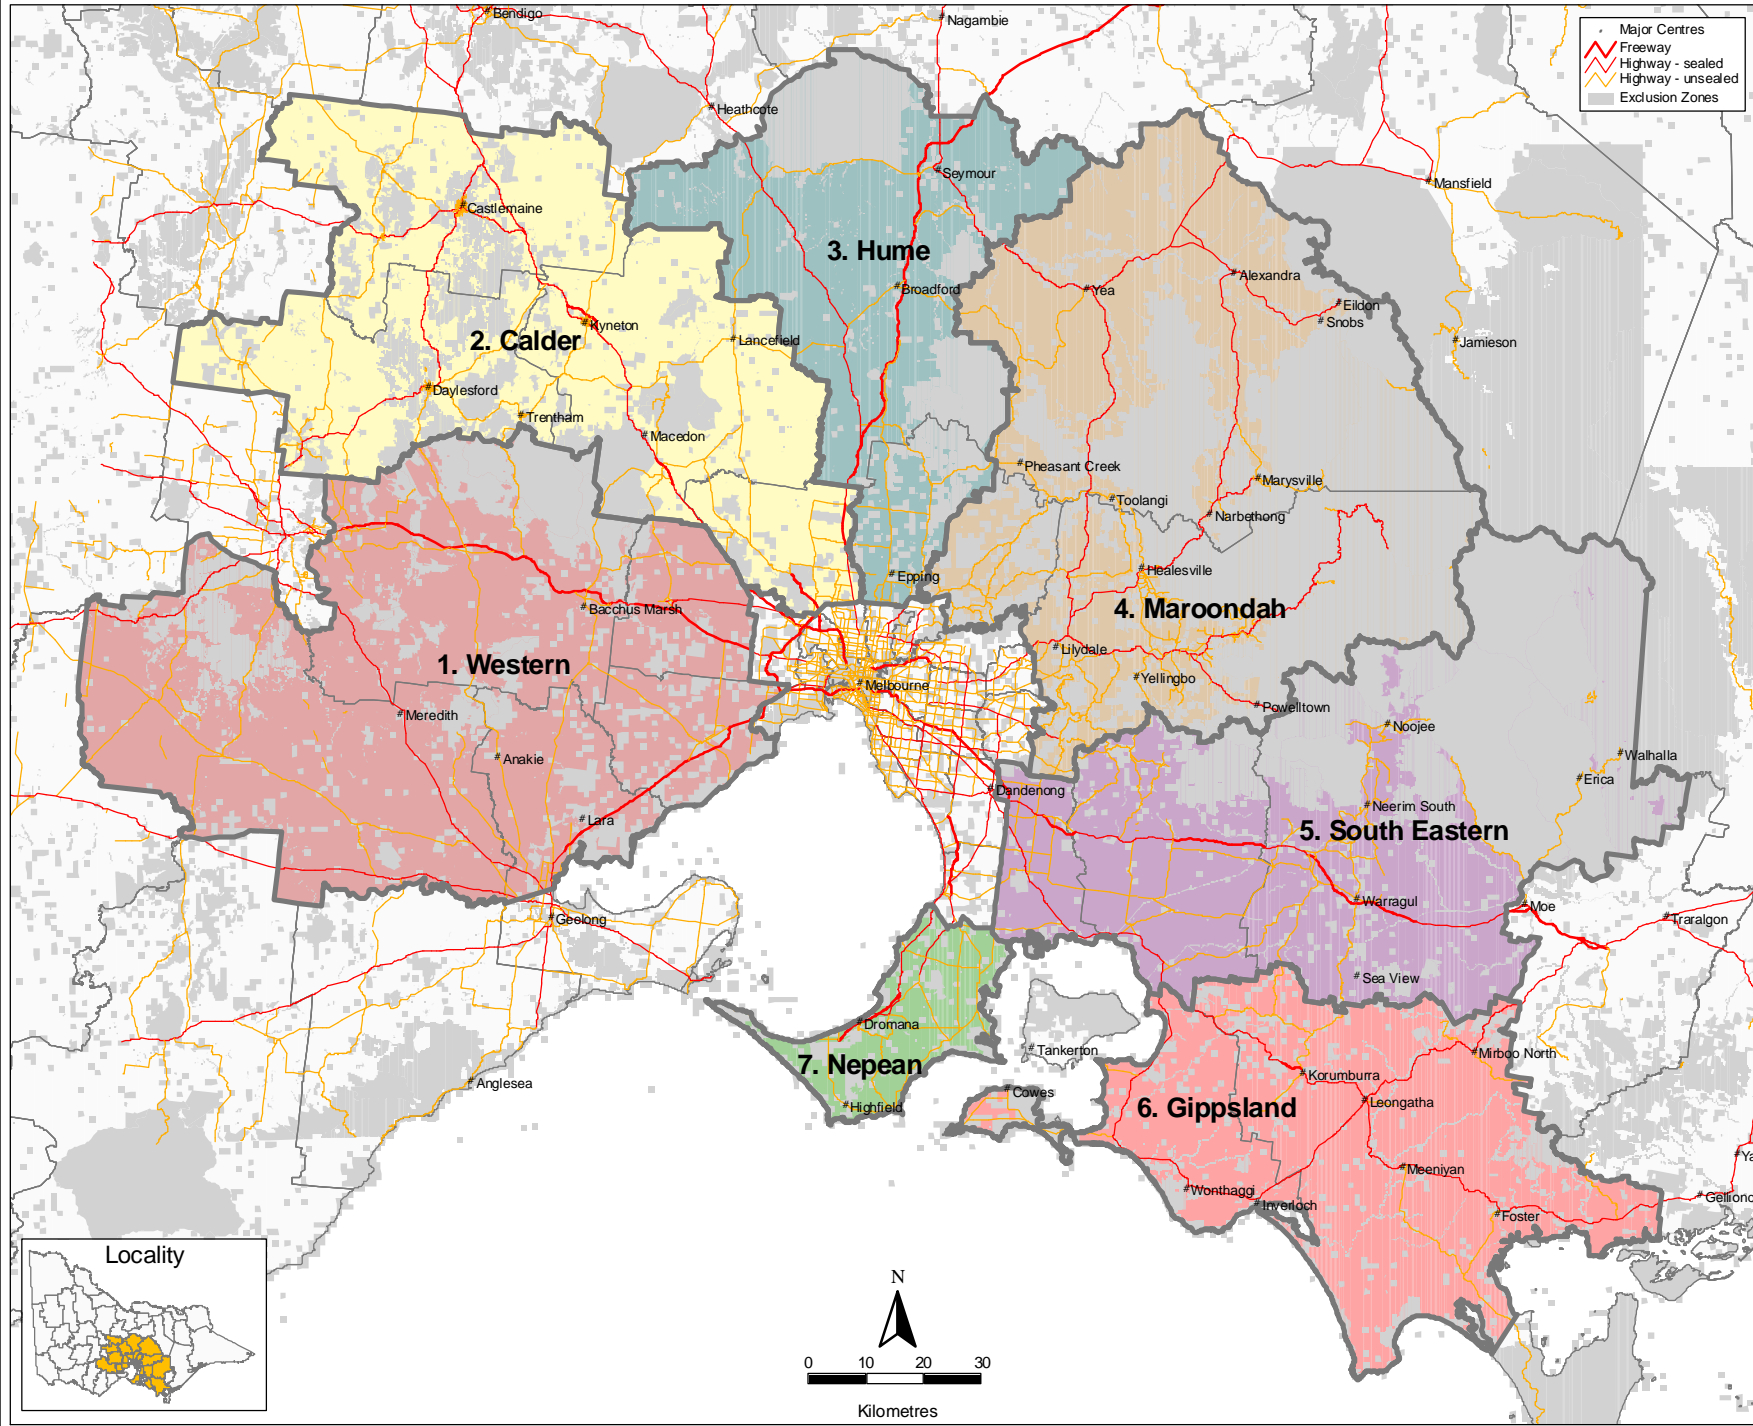 Bendigo
Nagambie
Major Centres
Freeway
Highway - sealed
Highway - unsealed
Exclusion Zones
Heathcote
Seymour
Mansfield
Castlemaine
3. Hume
Alexandra
Broadford
Yea
Eildon
Snobs
Kyneton
2. Calder
Lancefield
Jamieson
Daylesford
Trentham
Macedon
Pheasant Creek
Marysville
Toolangi
Narbethong
Healesville
Epping
Bacchus Marsh
4. Maroondah
Lilydale
1. Western
Yellingbo
Melbourne
Powelltown
Meredith
Noojee
Anakie
Walhalla
Erica
Dandenong
Neerim South
Lara
5. South Eastern
Warragul
Moe
Geelong
Traralgon
Sea View
Dromana
Tankerton
Mirboo North
7. Nepean
Korumburra
Anglesea
Cowes
Leongatha
Highfield
6. Gippsland
Meeniyan
Wonthaggi
Inverloch
Foster
Locality
N
0 10 20 30
Kilometres